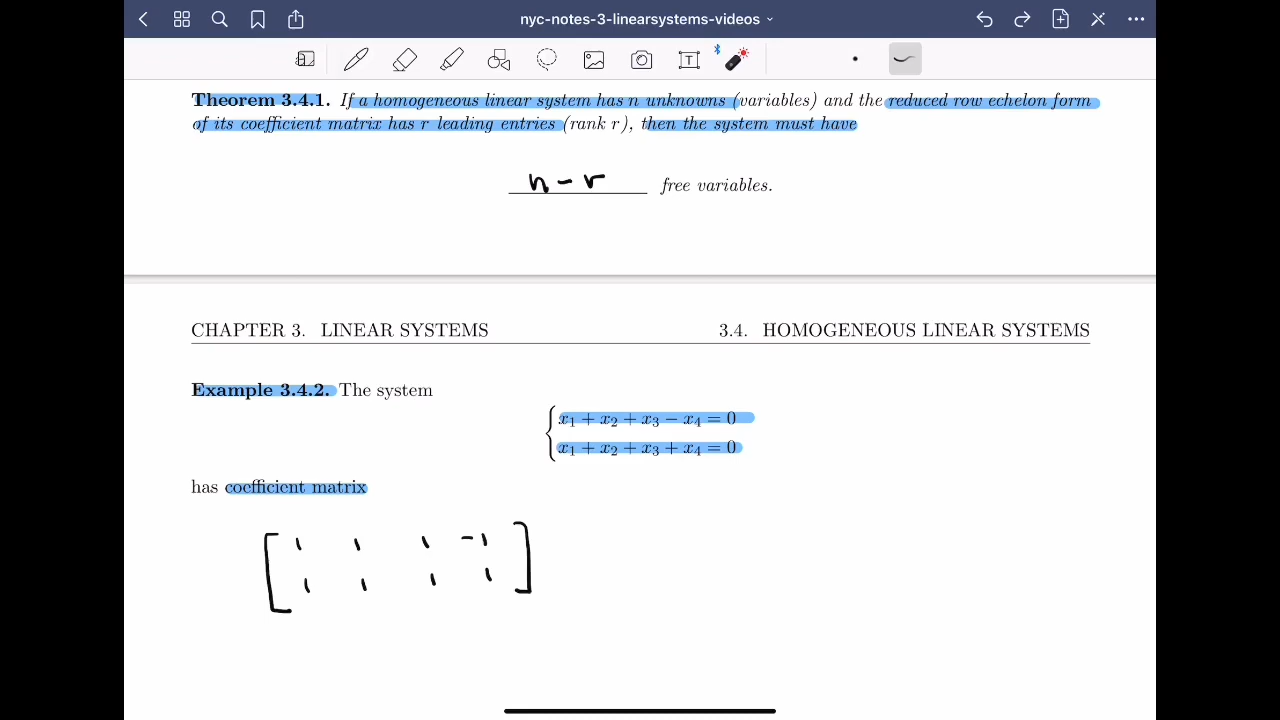 nyc-notes-3-linearsystems-videos
T
Theorem 3.4.1. If a homogeneous linear system has n unknowns (variables) and the reduced row echelon form
of its coefficient matrix has r leading entries (rank r), then the system must have
n - r free variables.
CHAPTER 3. LINEAR SYSTEMS 3.4. HOMOGENEOUS LINEAR SYSTEMS
Example 3.4.2. The system
x₁ + x₂ + x₃ − x₄ = 0
x₁ + x₂ + x₃ + x₄ = 0
has coefficient matrix
1 1 1 -1
1 1 1 1